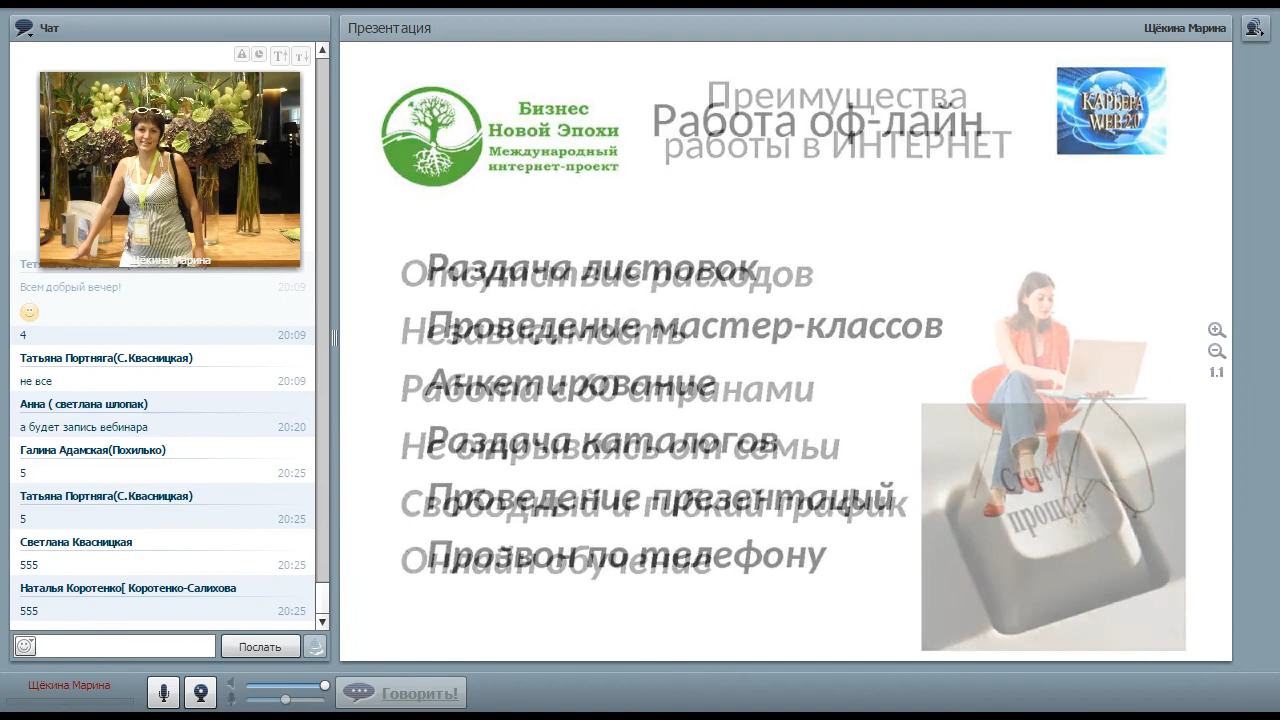 Чат
Щёкина Марина
Всем добрый вечер!
20:09
4
20:09
Татьяна Портняга(С.Квасницкая)
не все
20:09
Анна ( светлана шлопак)
а будет запись вебинара
20:20
Галина Адамская(Похилько)
5
20:25
Татьяна Портняга(С.Квасницкая)
5
20:25
Светлана Квасницкая
555
20:25
Наталья Коротенко[ Коротенко-Салихова
555
20:25
Послать
Щёкина Марина
Говорить!
Презентация
Щёкина Марина
Бизнес
Новой Эпохи
Международный
интернет-проект
Преимущества
работы в ИНТЕРНЕТ
Работа оф-лайн
КАРЬЕРА
WEB 2.0
Отсутствие расходов
Независимость
Работа с 60 странами
Не отрываясь от семьи
Свободный и гибкий график
Онлайн обучение
Раздача листовок
Проведение мастер-классов
Анкетирование
Раздача каталогов
Проведение презентаций
Прозвон по телефону
Стереть
прошлое
1.1